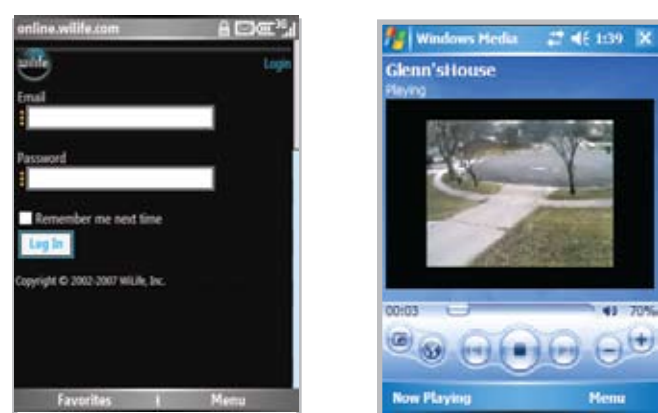 online.wilife.com 3G
wilife
Login
Email
Password
Remember me next time
Log In
Copyright © 2002-2007 WiLife, Inc.
Favorites Menu
Windows Media 1:39 X
Glenn'sHouse
Playing
00:03 70%
Now Playing Menu